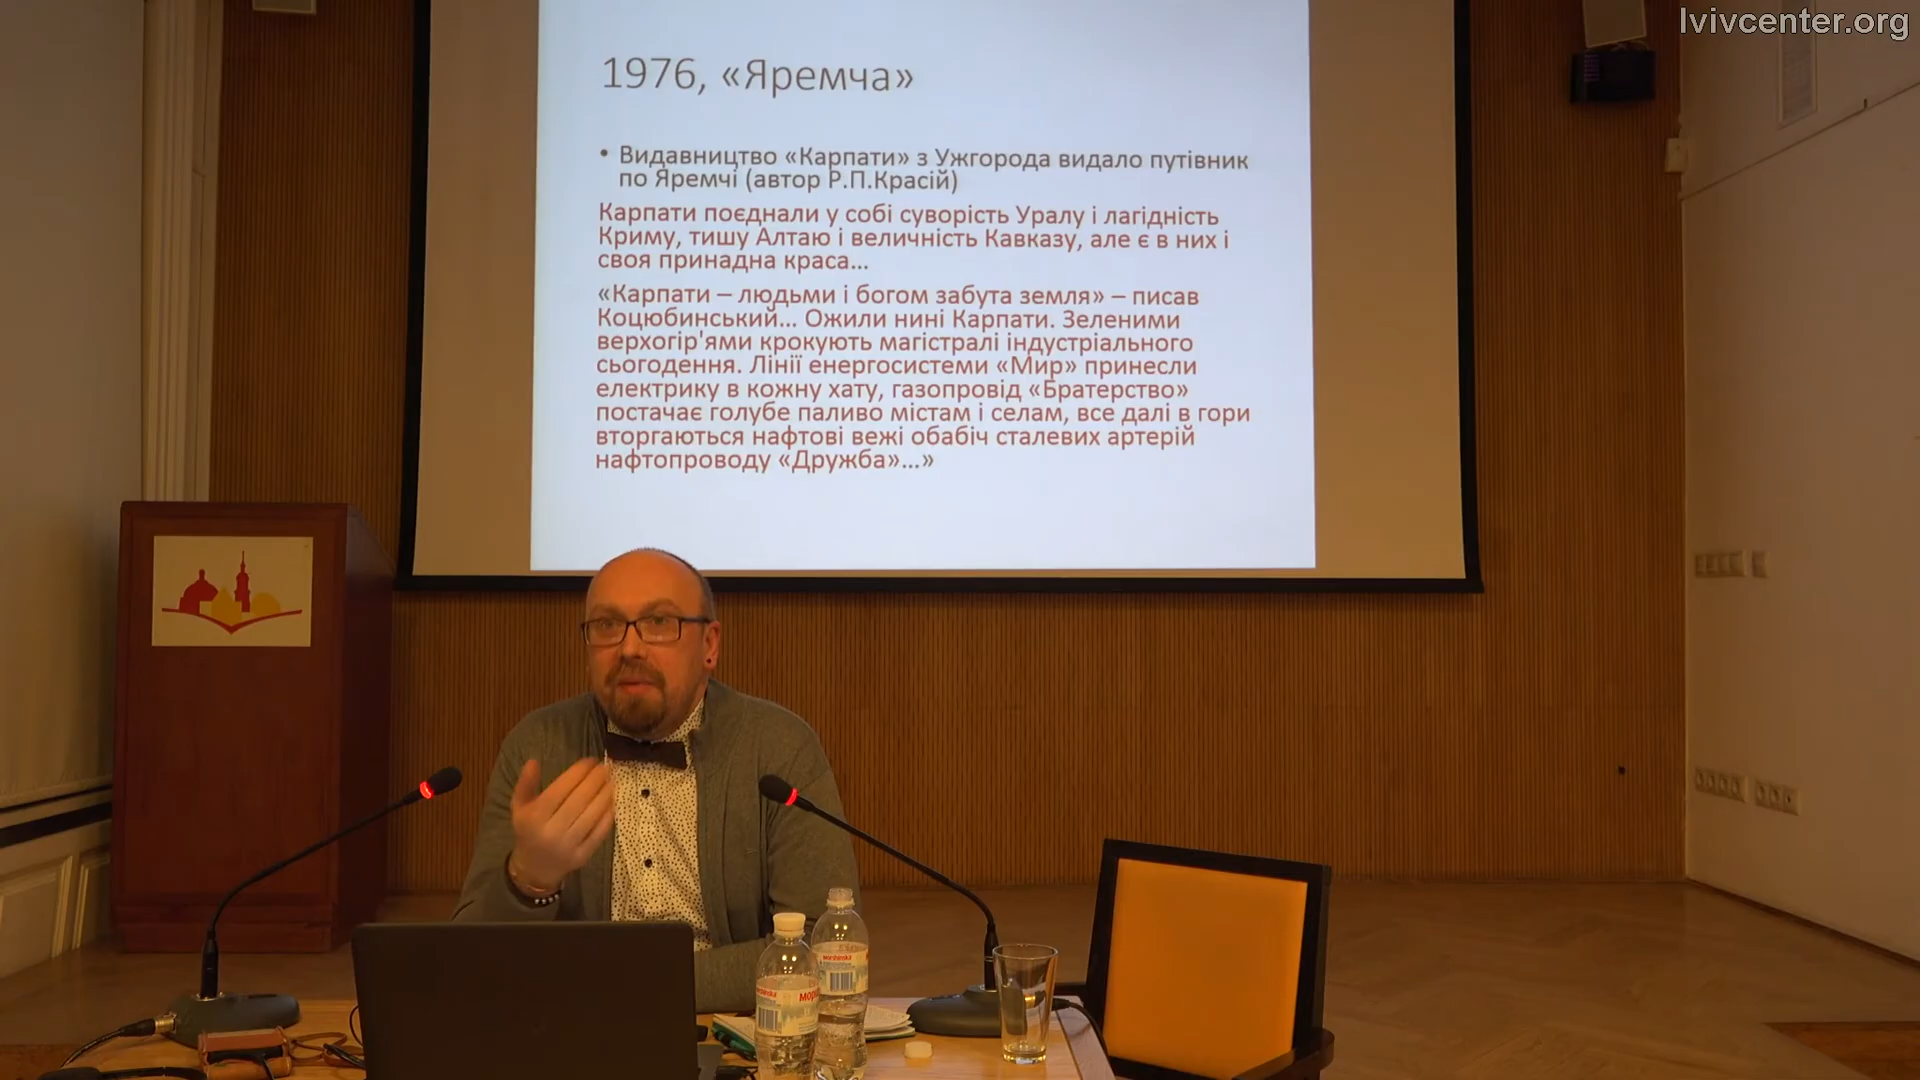 lvivcenter.org
1976, «Яремча»
• Видавництво «Карпати» з Ужгорода видало путівник
по Яремчі (автор Р.П.Красій)
Карпати поєднали у собі суворість Уралу і лагідність
Криму, тишу Алтаю і величність Кавказу, але є в них і
своя принадна краса...
«Карпати – людьми і богом забута земля» – писав
Коцюбинський... Ожили нині Карпати. Зеленими
верхогір'ями крокують магістралі індустріального
сьогодення. Лінії енергосистеми «Мир» принесли
електрику в кожну хату, газопровід «Братерство»
постачає голубе паливо містам і селам, все далі в гори
вторгаються нафтові вежі обабіч сталевих артерій
нафтопроводу «Дружба»...»